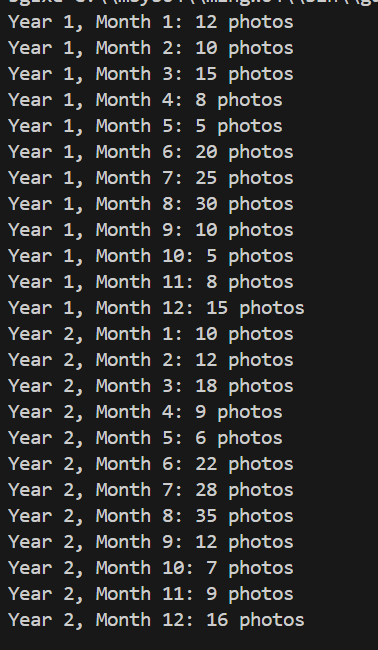 Year 1, Month 1: 12 photos
Year 1, Month 2: 10 photos
Year 1, Month 3: 15 photos
Year 1, Month 4: 8 photos
Year 1, Month 5: 5 photos
Year 1, Month 6: 20 photos
Year 1, Month 7: 25 photos
Year 1, Month 8: 30 photos
Year 1, Month 9: 10 photos
Year 1, Month 10: 5 photos
Year 1, Month 11: 8 photos
Year 1, Month 12: 15 photos
Year 2, Month 1: 10 photos
Year 2, Month 2: 12 photos
Year 2, Month 3: 18 photos
Year 2, Month 4: 9 photos
Year 2, Month 5: 6 photos
Year 2, Month 6: 22 photos
Year 2, Month 7: 28 photos
Year 2, Month 8: 35 photos
Year 2, Month 9: 12 photos
Year 2, Month 10: 7 photos
Year 2, Month 11: 9 photos
Year 2, Month 12: 16 photos